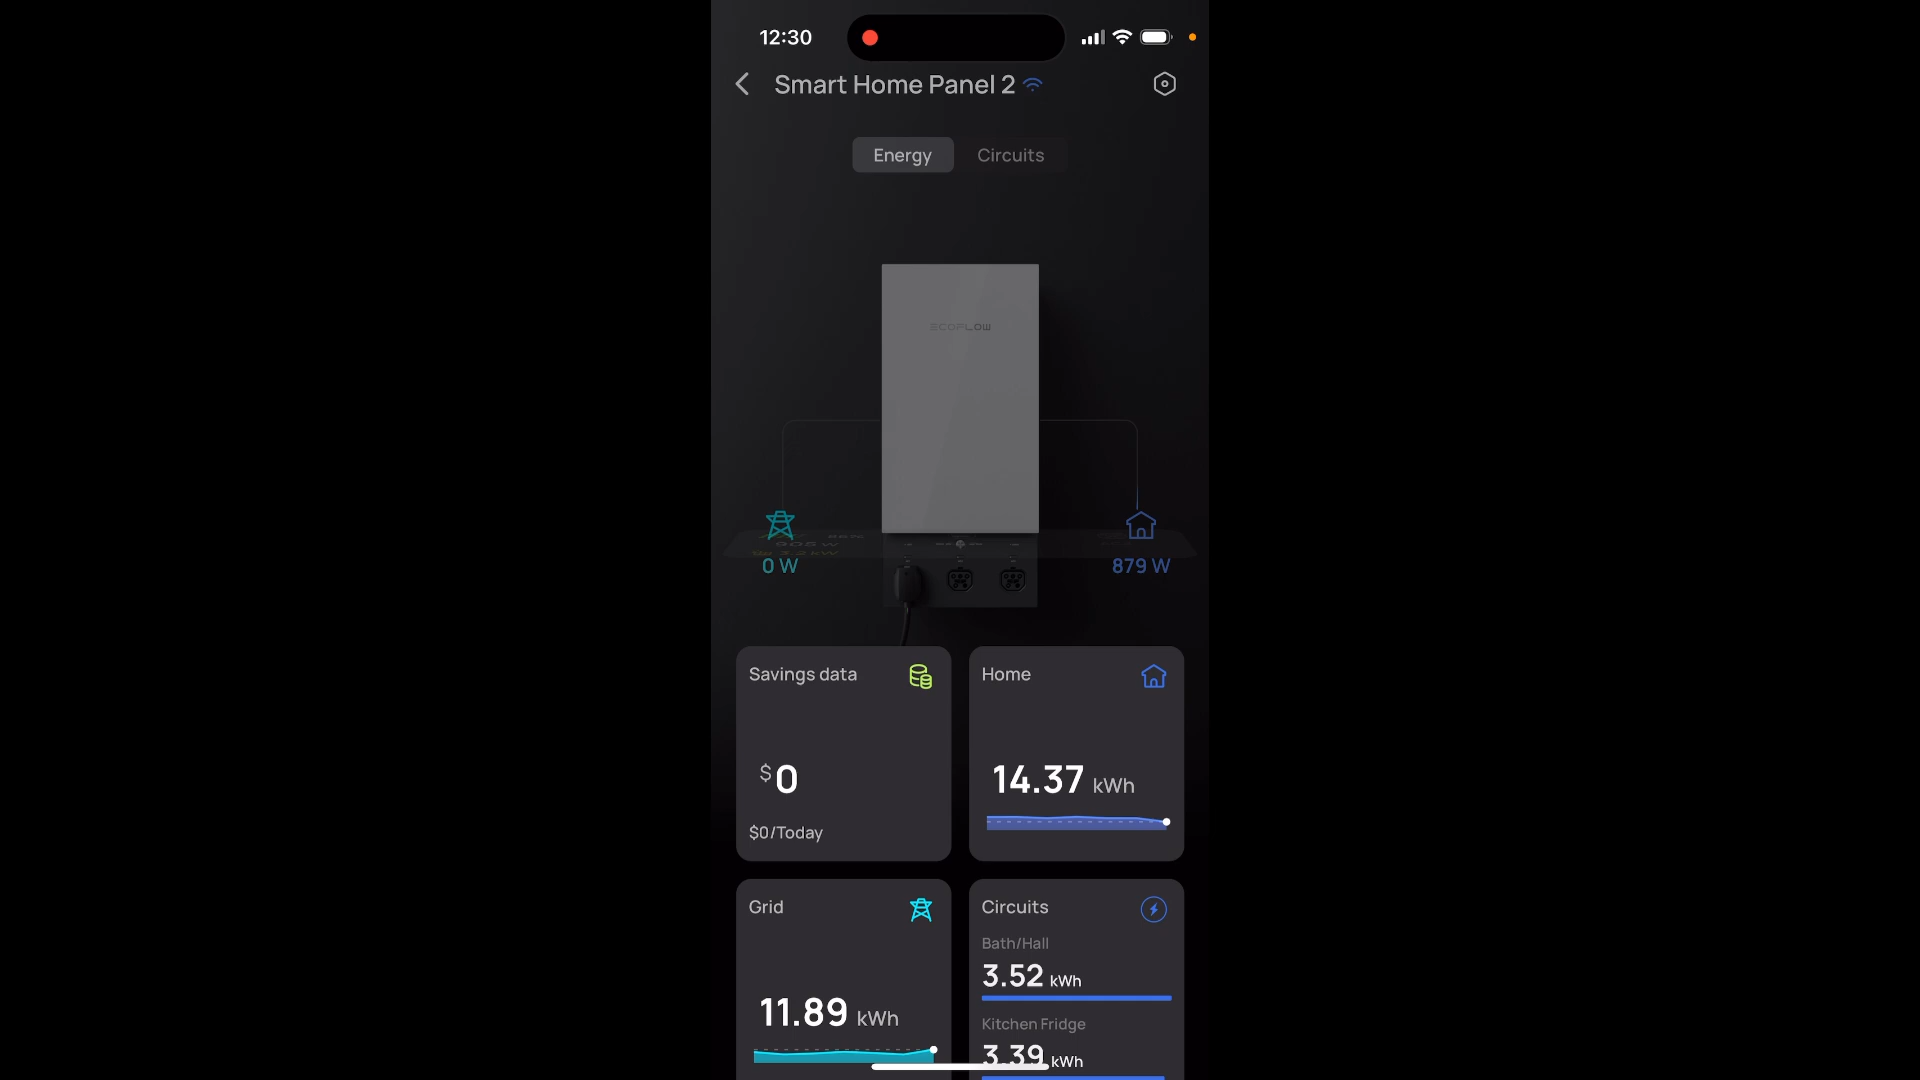 12:30
Smart Home Panel 2
Energy
Circuits
ECOFLOW
905 W
0 W
879 W
Savings data
$0
$0/Today
Home
14.37 kWh
Grid
11.89 kWh
Circuits
Bath/Hall
3.52 kWh
Kitchen Fridge
3.39 kWh